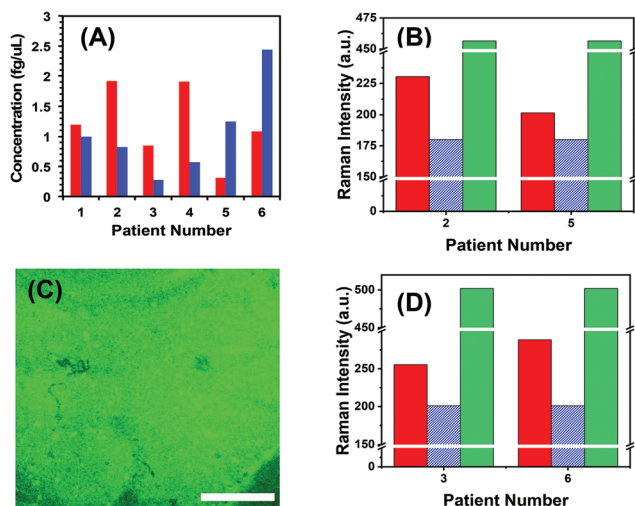 (A)
Concentration (fg/uL)
3
2.5
2
1.5
1
0.5
0
1 2 3 4 5 6
Patient Number
(B)
Raman Intensity (a.u.)
475
450
225
200
175
150
0
2 5
Patient Number
(C)
(D)
Raman Intensity (a.u.)
500
450
250
200
150
0
3 6
Patient Number